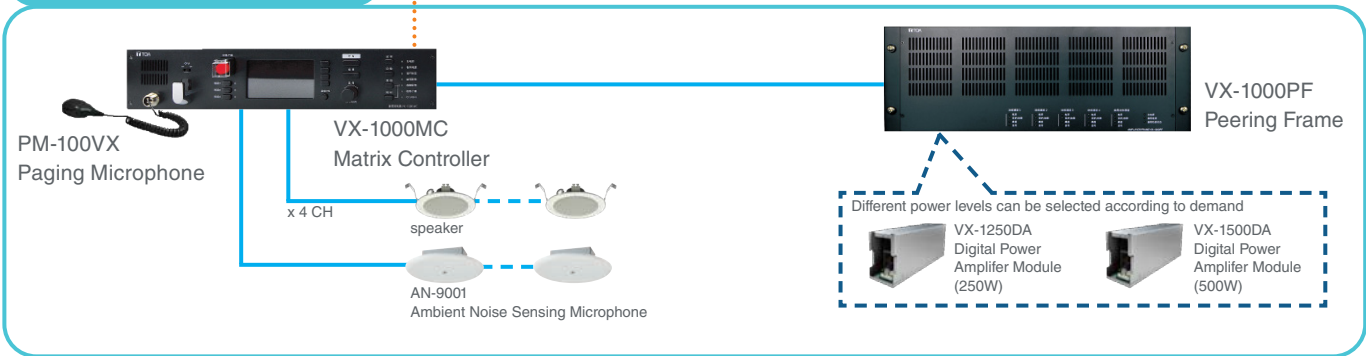 TOA
TOA
VX-1000PF
Peering Frame
PM-100VX
Paging Microphone
VX-1000MC
Matrix Controller
x 4 CH
speaker
AN-9001
Ambient Noise Sensing Microphone
Different power levels can be selected according to demand
VX-1250DA
Digital Power
Amplifer Module
(250W)
VX-1500DA
Digital Power
Amplifer Module
(500W)